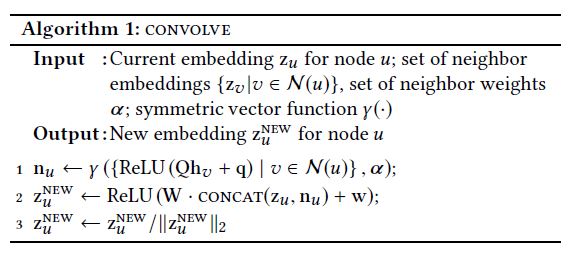 Algorithm 1: CONVOLVE
Input :Current embedding z_u for node u; set of neighbor
embeddings {z_v|v ∈ N(u)}, set of neighbor weights
α; symmetric vector function γ(·)
Output:New embedding z_u^NEW for node u
1 n_u ← γ ({ReLU (Qh_v + q) | v ∈ N(u)} , α);
2 z_u^NEW ← ReLU (W · CONCAT(z_u, n_u) + w);
3 z_u^NEW ← z_u^NEW /||z_u^NEW||_2